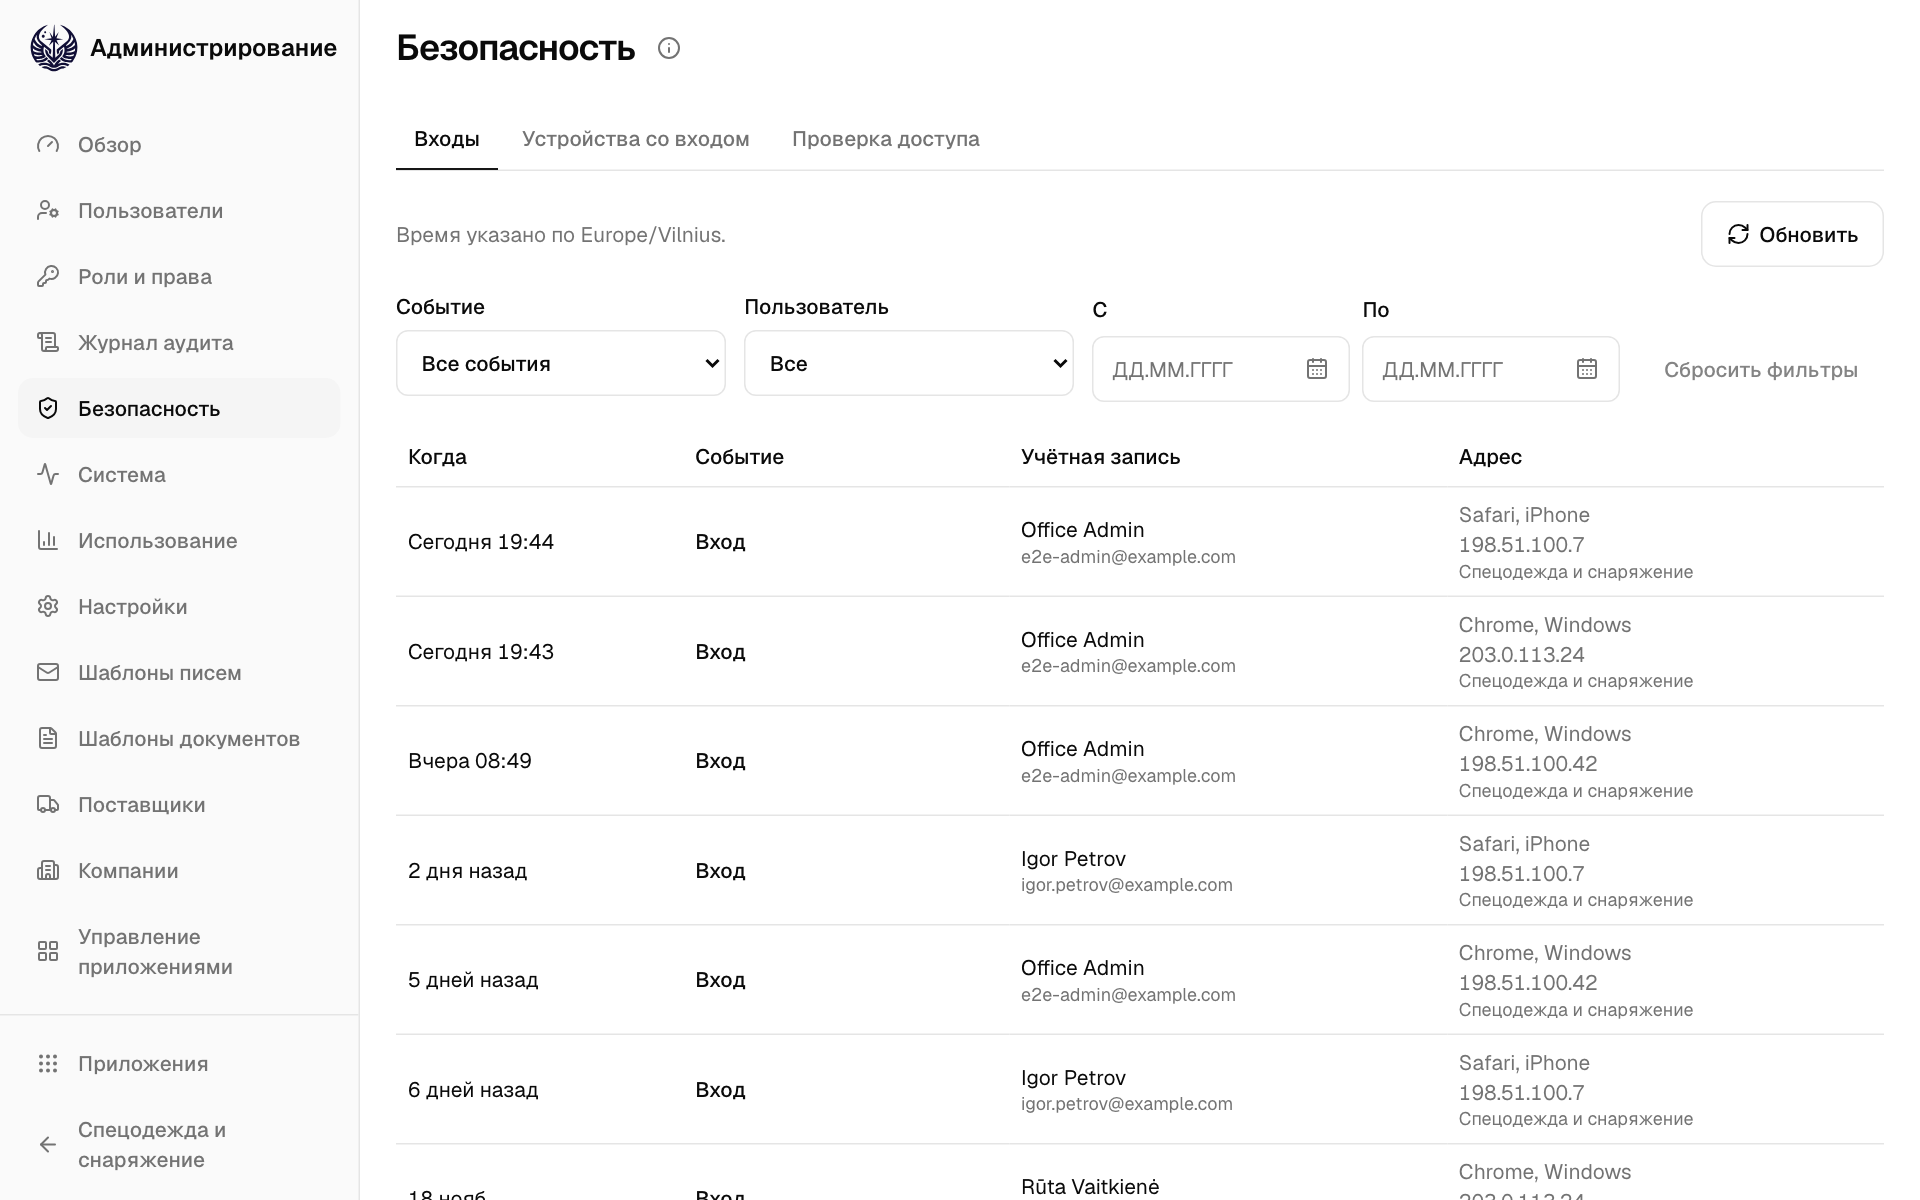 Администрирование
Обзор
Пользователи
Роли и права
Журнал аудита
Безопасность
Система
Использование
Настройки
Шаблоны писем
Шаблоны документов
Поставщики
Компании
Управление
приложениями
Приложения
Спецодежда и
снаряжение
Безопасность
Входы Устройства со входом Проверка доступа
Время указано по Europe/Vilnius.
Обновить
Событие Пользователь С По
Все события Все ДД.ММ.ГГГГ ДД.ММ.ГГГГ Сбросить фильтры
Когда Событие Учётная запись Адрес
Сегодня 19:44 Вход Office Admin
e2e-admin@example.com
Safari, iPhone
198.51.100.7
Спецодежда и снаряжение
Сегодня 19:43 Вход Office Admin
e2e-admin@example.com
Chrome, Windows
203.0.113.24
Спецодежда и снаряжение
Вчера 08:49 Вход Office Admin
e2e-admin@example.com
Chrome, Windows
198.51.100.42
Спецодежда и снаряжение
2 дня назад Вход Igor Petrov
igor.petrov@example.com
Safari, iPhone
198.51.100.7
Спецодежда и снаряжение
5 дней назад Вход Office Admin
e2e-admin@example.com
Chrome, Windows
198.51.100.42
Спецодежда и снаряжение
6 дней назад Вход Igor Petrov
igor.petrov@example.com
Safari, iPhone
198.51.100.7
Спецодежда и снаряжение
18 нояб. Вход Rūta Vaitkienė
Chrome, Windows
203.0.113.24